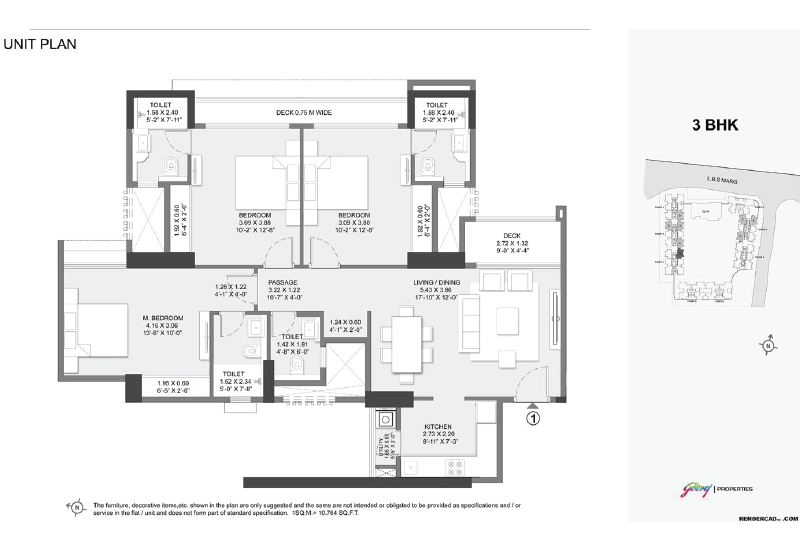 UNIT PLAN
TOILET
1.58 X 2.40
5'-2" X 7'-11"
DECK 0.75 M WIDE
TOILET
1.58 X 2.40
5'-2" X 7'-11"
3 BHK
L.B.S MARG
1.92 X 0.60
6'-4" X 2'-0"
BEDROOM
3.09 X 3.86
10'-2" X 12'-8"
BEDROOM
3.09 X 3.86
10'-2" X 12'-8"
1.92 X 0.60
6'-4" X 2'-0"
DECK
2.72 X 1.32
9'-0" X 4'-4"
1.26 X 1.22
4'-1" X 4'-0"
PASSAGE
3.22 X 1.22
10'-7" X 4'-0"
LIVING / DINING
5.43 X 3.66
17'-10" X 12'-0"
M. BEDROOM
4.16 X 3.06
13'-8" X 10'-0"
1.24 X 0.60
4'-1" X 2'-0"
TOILET
1.42 X 1.81
4'-8" X 6'-0"
TOILET
1.52 X 2.34
5'-0" X 7'-8"
1.95 X 0.60
6'-5" X 2'-0"
N
1
KITCHEN
2.73 X 2.20
8'-11" X 7'-3"
UTILITY
Godrej | PROPERTIES
N
The furniture, decorative items,etc. shown in the plan are only suggested and the same are not intended or obligated to be provided as specifications and / or
service in the flat / unit and does not form part of standard specification. 1SQ.M.= 10.764 SQ.F.T.